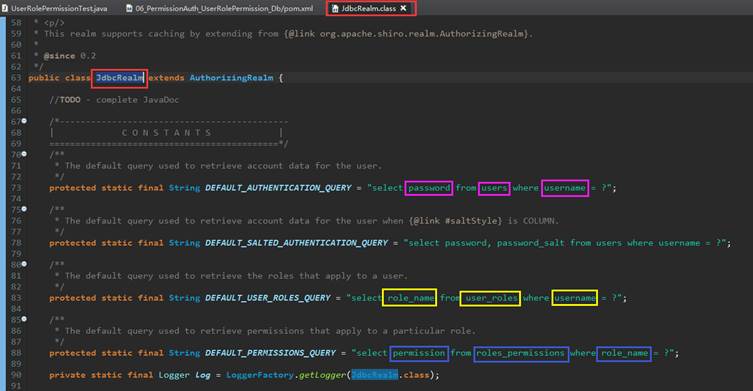 UserRolePermissionTest.java 06_PermissionAuth_UserRolePermission_Db/pom.xml JdbcRealm.class
58 * <p/>
59 * This realm supports caching by extending from {@link org.apache.shiro.realm.AuthorizingRealm}.
60 *
61 * @since 0.2
62 */
63 public class JdbcRealm extends AuthorizingRealm {
64
65 //TODO - complete JavaDoc
66
67 /*--------------------------------------------
68 | C O N S T A N T S |
69 ============================================*/
70 /**
71 * The default query used to retrieve account data for the user.
72 */
73 protected static final String DEFAULT_AUTHENTICATION_QUERY = "select password from users where username = ?";
74
75 /**
76 * The default query used to retrieve account data for the user when {@link #saltStyle} is COLUMN.
77 */
78 protected static final String DEFAULT_SALTED_AUTHENTICATION_QUERY = "select password, password_salt from users where username = ?";
79
80 /**
81 * The default query used to retrieve the roles that apply to a user.
82 */
83 protected static final String DEFAULT_USER_ROLES_QUERY = "select role_name from user_roles where username = ?";
84
85 /**
86 * The default query used to retrieve permissions that apply to a particular role.
87 */
88 protected static final String DEFAULT_PERMISSIONS_QUERY = "select permission from roles_permissions where role_name = ?";
89
90 private static final Logger log = LoggerFactory.getLogger(JdbcRealm.class);
91